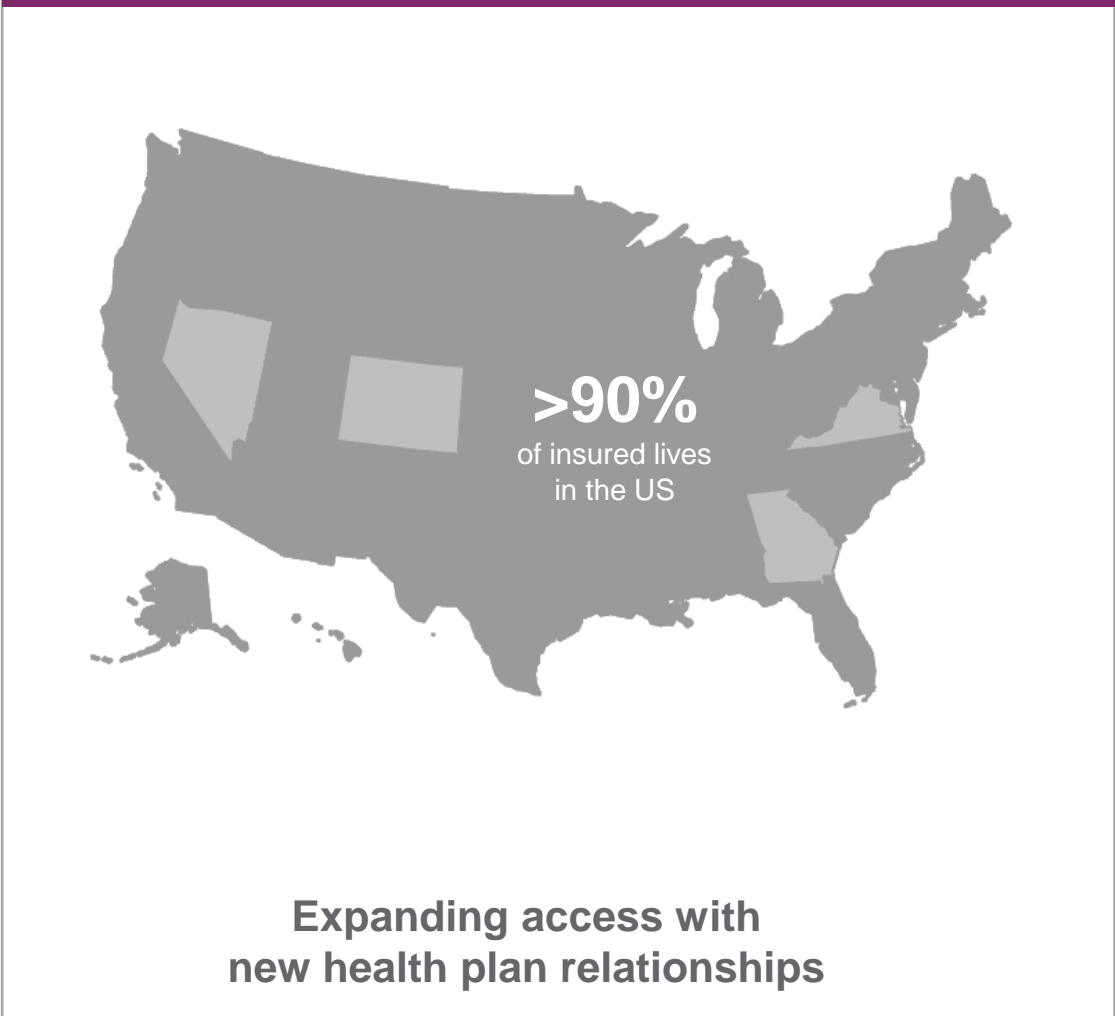 >90%
of insured lives
in the US
Expanding access with
new health plan relationships